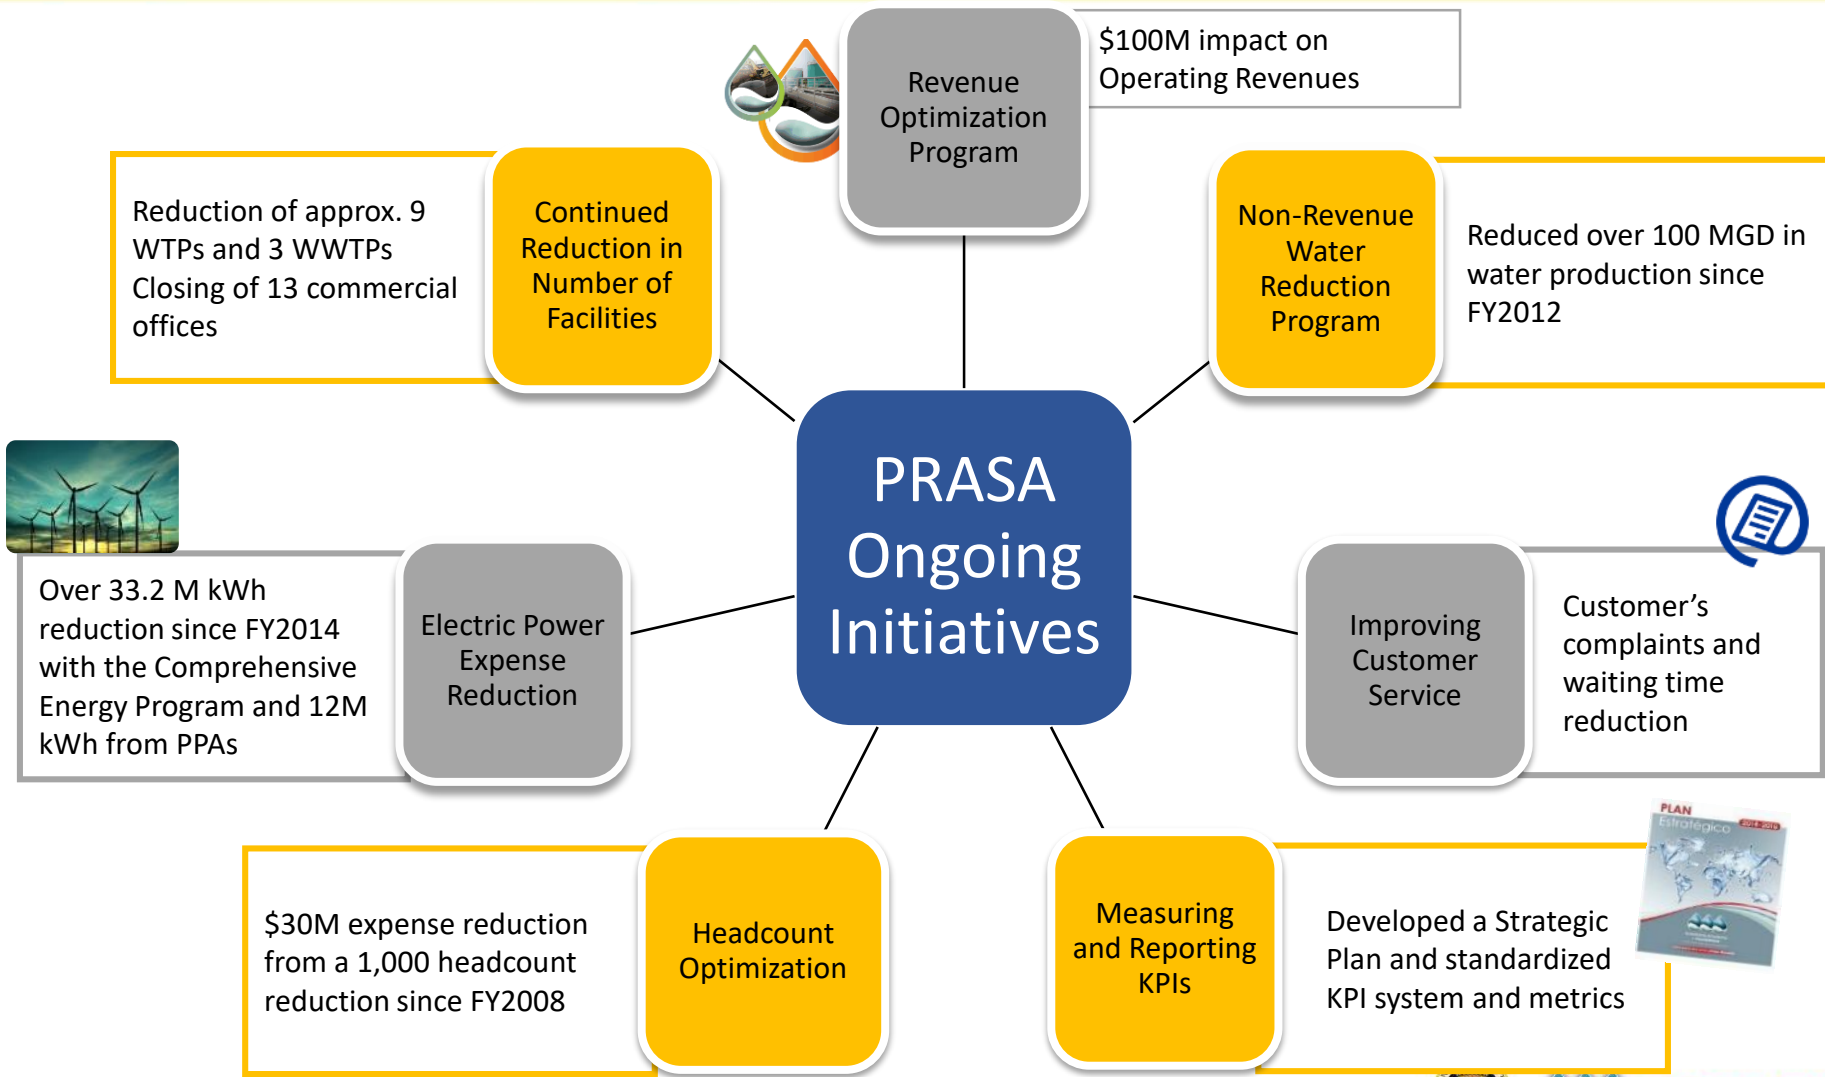 Revenue
Optimization
Program
$100M impact on
Operating Revenues
Reduction of approx. 9
WTPs and 3 WWTPs
Closing of 13 commercial
offices
Continued
Reduction in
Number of
Facilities
Non-Revenue
Water
Reduction
Program
Reduced over 100 MGD in
water production since
FY2012
PRASA
Ongoing
Initiatives
Over 33.2 M kWh
reduction since FY2014
with the Comprehensive
Energy Program and 12M
kWh from PPAs
Electric Power
Expense
Reduction
Improving
Customer
Service
Customer’s
complaints and
waiting time
reduction
$30M expense reduction
from a 1,000 headcount
reduction since FY2008
Headcount
Optimization
Measuring
and Reporting
KPIs
Developed a Strategic
Plan and standardized
KPI system and metrics
PLAN
Estratégico